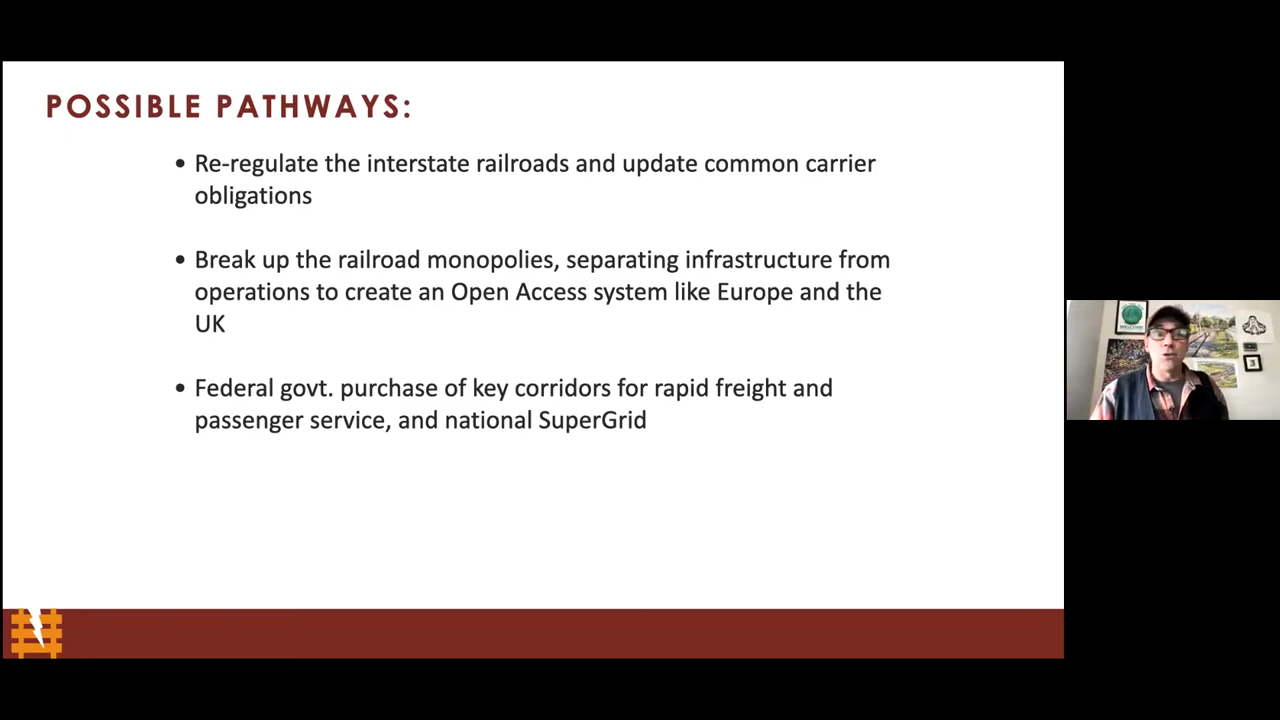 POSSIBLE PATHWAYS:
• Re-regulate the interstate railroads and update common carrier
obligations
• Break up the railroad monopolies, separating infrastructure from
operations to create an Open Access system like Europe and the
UK
• Federal govt. purchase of key corridors for rapid freight and
passenger service, and national SuperGrid
WELCOME